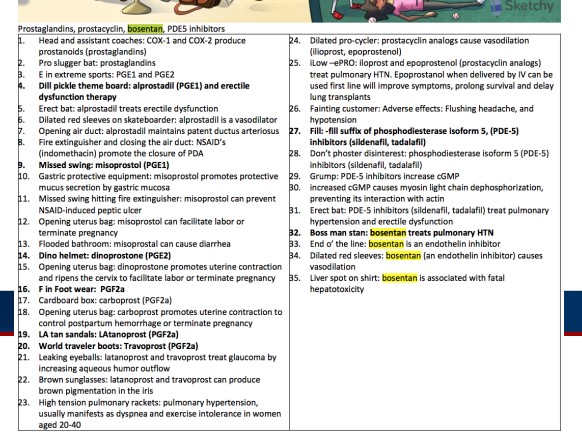 Sketchy
Prostaglandins, prostacyclin, bosentan, PDE5 inhibitors
1. Head and assistant coaches: COX-1 and COX-2 produce
prostanoids (prostaglandins)
2. Pro slugger bat: prostaglandins
3. E in extreme sports: PGE1 and PGE2
4. Dill pickle theme board: alprostadil (PGE1) and erectile
dysfunction therapy
5. Erect bat: alprostadil treats erectile dysfunction
6. Dilated red sleeves on skateboarder: alprostadil is a vasodilator
7. Opening air duct: alprostadil maintains patent ductus arteriosus
8. Fire extinguisher and closing the air duct: NSAID's
(indomethacin) promote the closure of PDA
9. Missed swing: misoprostol (PGE1)
10. Gastric protective equipment: misoprostol promotes protective
mucus secretion by gastric mucosa
11. Missed swing hitting fire extinguisher: misoprostol can prevent
NSAID-induced peptic ulcer
12. Opening uterine bag: misoprostol can facilitate labor or
terminate pregnancy
13. Flooded bathroom: misoprostal can cause diarrhea
14. Dino helmet: dinoprostone (PGE2)
15. Opening uterine bag: dinoprostone promotes uterine contraction
and ripens the cervix to facilitate labor or terminate pregnancy
16. F in Foot wear: PGF2a
17. Cardboard box: carboprost (PGF2a)
18. Opening uterine bag: carboprost promotes uterine contraction to
control postpartum hemorrhage or terminate pregnancy
19. LA tan sandals: LAtanoprost (PGF2a)
20. World traveler boots: Travoprost (PGF2a)
21. Leaking eyeballs: latanoprost and travoprost treat glaucoma by
increasing aqueous humor outflow
22. Brown sunglasses: latanoprost and travoprost can produce
brown pigmentation in the iris
23. High tension pulmonary rackets: pulmonary hypertension,
usually manifests as dyspnea and exercise intolerance in women
aged 20-40
24. Dilated pro-cycler: prostacyclin analogs cause vasodilation
(ilioprost, epoprostenol)
25. iLow –ePRO: iloprost and epoprostenol (prostacyclin analogs)
treat pulmonary HTN. Epoprostanol when delivered by IV can be
used first line will improve symptoms, prolong survival and delay
lung transplants
26. Fainting customer: Adverse effects: Flushing headache, and
hypotension
27. Fill: -fill suffix of phosphodiesterase isoform 5, (PDE-5)
inhibitors (sildenafil, tadalafil)
28. Don't phoster disinterest: phosphodiesterase isoform 5 (PDE-5)
inhibitors (sildenafil, tadalafil)
29. Grump: PDE-5 inhibitors increase cGMP
30. increased cGMP causes myosin light chain dephosphorization,
preventing its interaction with actin
31. Erect bat: PDE-5 inhibitors (sildenafil, tadalafil) treat pulmonary
hypertension and erectile dysfunction
32. Boss man stan: bosentan treats pulmonary HTN
33. End o' the line: bosentan is an endothelin inhibitor
34. Dilated red sleeves: bosentan (an endothelin inhibitor) causes
vasodilation
35. Liver spot on shirt: bosentan is associated with fatal
hepatotoxicity